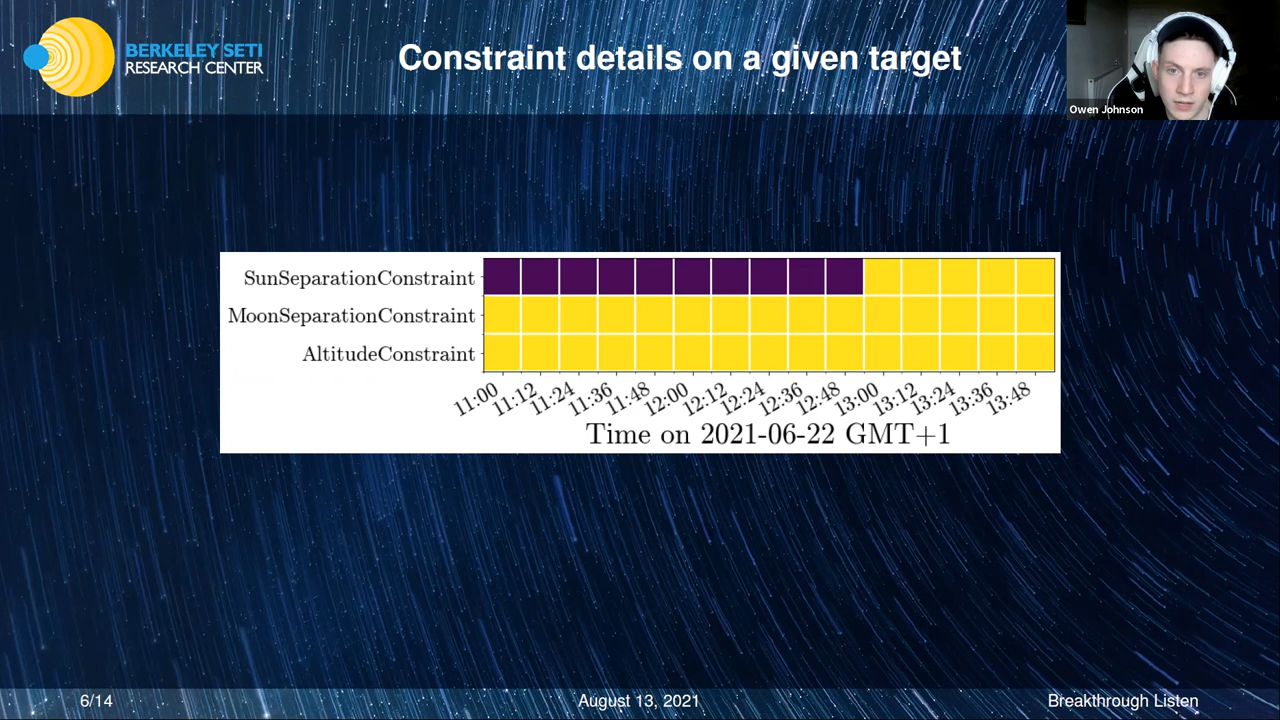 BERKELEY SETI
RESEARCH CENTER
Constraint details on a given target
Owen Johnson
SunSeparationConstraint
MoonSeparationConstraint
AltitudeConstraint
11:00 11:12 11:24 11:36 11:48 12:00 12:12 12:24 12:36 12:48 13:00 13:12 13:24 13:36 13:48
Time on 2021-06-22 GMT+1
6/14 August 13, 2021 Breakthrough Listen